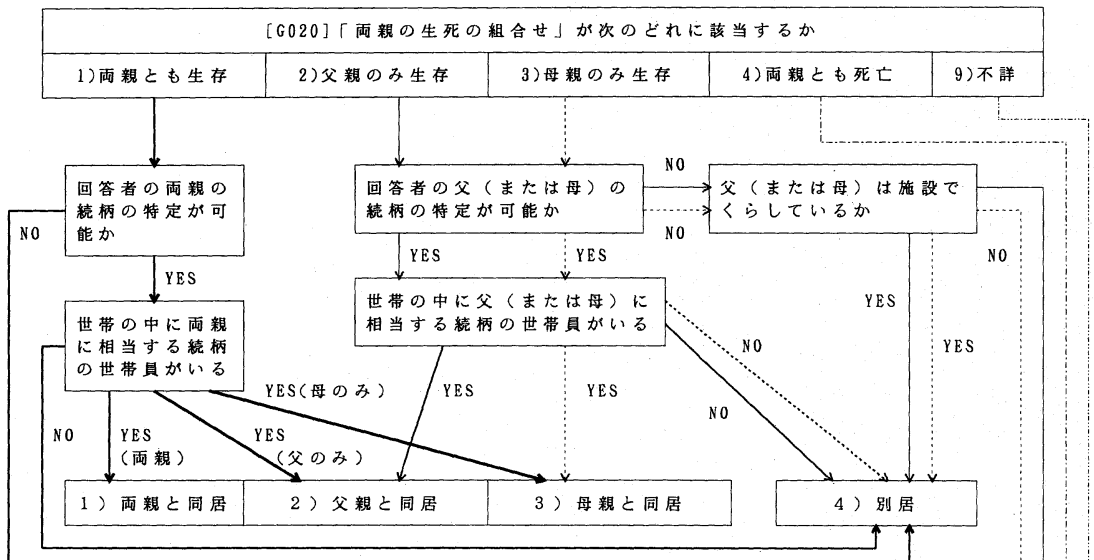 [G020]「両親の生死の組合せ」が次のどれに該当するか
1)両親とも生存
2)父親のみ生存
3)母親のみ生存
4)両親とも死亡
9)不詳
回答者の両親の
続柄の特定が可
能か
回答者の父(または母)の
続柄の特定が可能か
NO
NO
父(または母)は施設で
くらしているか
NO
YES
YES
YES
NO
世帯の中に両親
に相当する続柄
の世帯員がいる
世帯の中に父(または母)に
相当する続柄の世帯員がいる
YES
YES
NO
NO
YES(母のみ)
YES
YES
NO
YES
(両親)
YES
(父のみ)
1)両親と同居
2)父親と同居
3)母親と同居
4)別居